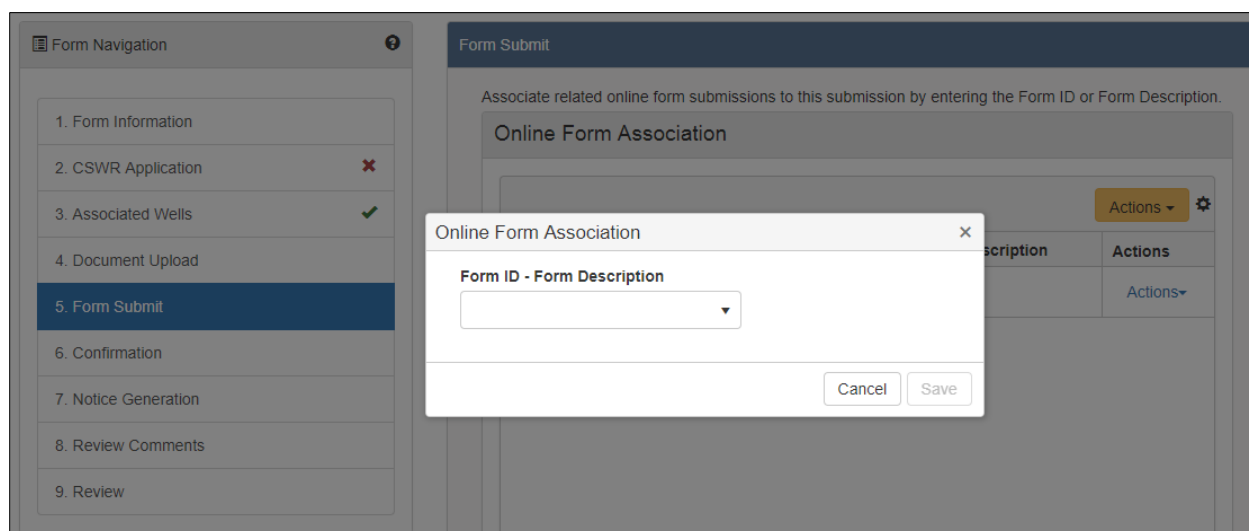 Form Navigation
1. Form Information
2. CSWR Application
3. Associated Wells
4. Document Upload
5. Form Submit
6. Confirmation
7. Notice Generation
8. Review Comments
9. Review
Form Submit
Associate related online form submissions to this submission by entering the Form ID or Form Description.
Online Form Association
Actions
scription Actions
Actions
Online Form Association ×
Form ID - Form Description
Cancel Save